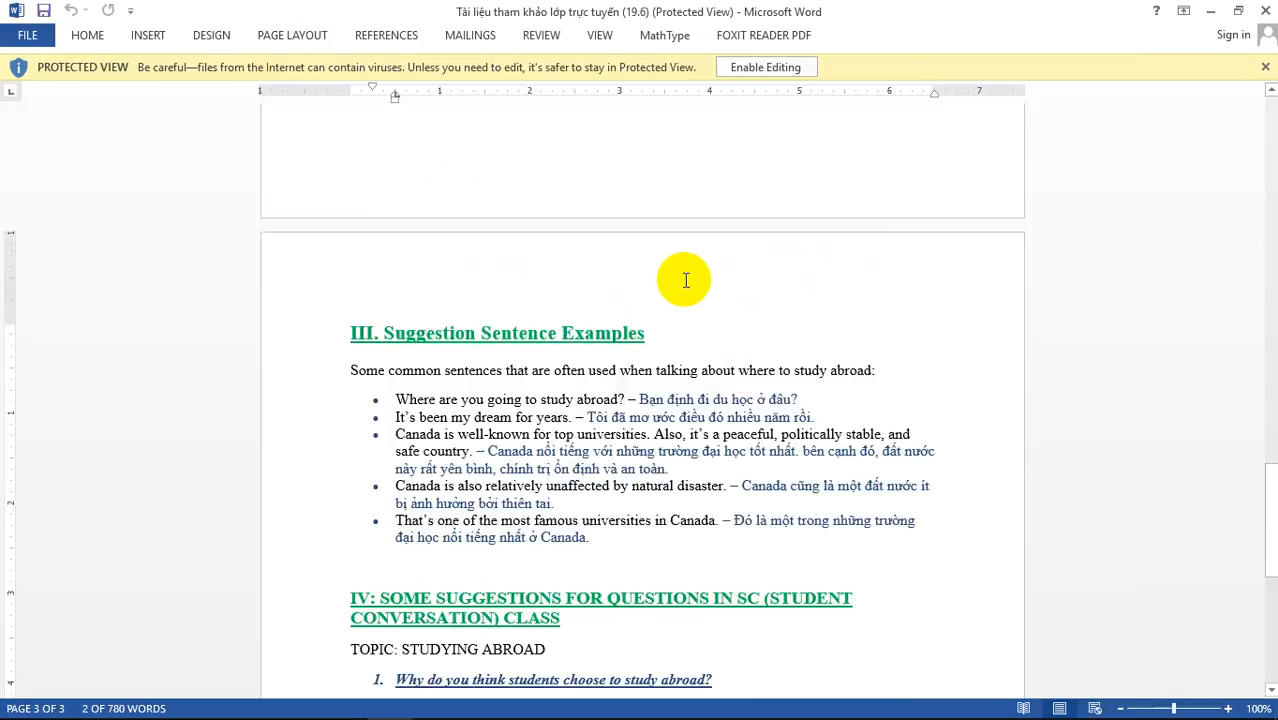 Tài liệu tham khảo lớp trực tuyến (19.6) (Protected View) - Microsoft Word
FILE HOME INSERT DESIGN PAGE LAYOUT REFERENCES MAILINGS REVIEW VIEW MathType FOXIT READER PDF Sign in
PROTECTED VIEW Be careful—files from the Internet can contain viruses. Unless you need to edit, it's safer to stay in Protected View. Enable Editing
1 1 2 3 4 5 6 7
III. Suggestion Sentence Examples
Some common sentences that are often used when talking about where to study abroad:
• Where are you going to study abroad? – Bạn định đi du học ở đâu?
• It's been my dream for years. – Tôi đã mơ ước điều đó nhiều năm rồi.
• Canada is well-known for top universities. Also, it's a peaceful, politically stable, and
safe country. – Canada nổi tiếng với những trường đại học tốt nhất. bên cạnh đó, đất nước
này rất yên bình, chính trị ổn định và an toàn.
• Canada is also relatively unaffected by natural disaster. – Canada cũng là một đất nước ít
bị ảnh hưởng bởi thiên tai.
• That's one of the most famous universities in Canada. – Đó là một trong những trường
đại học nổi tiếng nhất ở Canada.
IV: SOME SUGGESTIONS FOR QUESTIONS IN SC (STUDENT
CONVERSATION) CLASS
TOPIC: STUDYING ABROAD
1. Why do you think students choose to study abroad?
PAGE 3 OF 3 2 OF 780 WORDS 100%